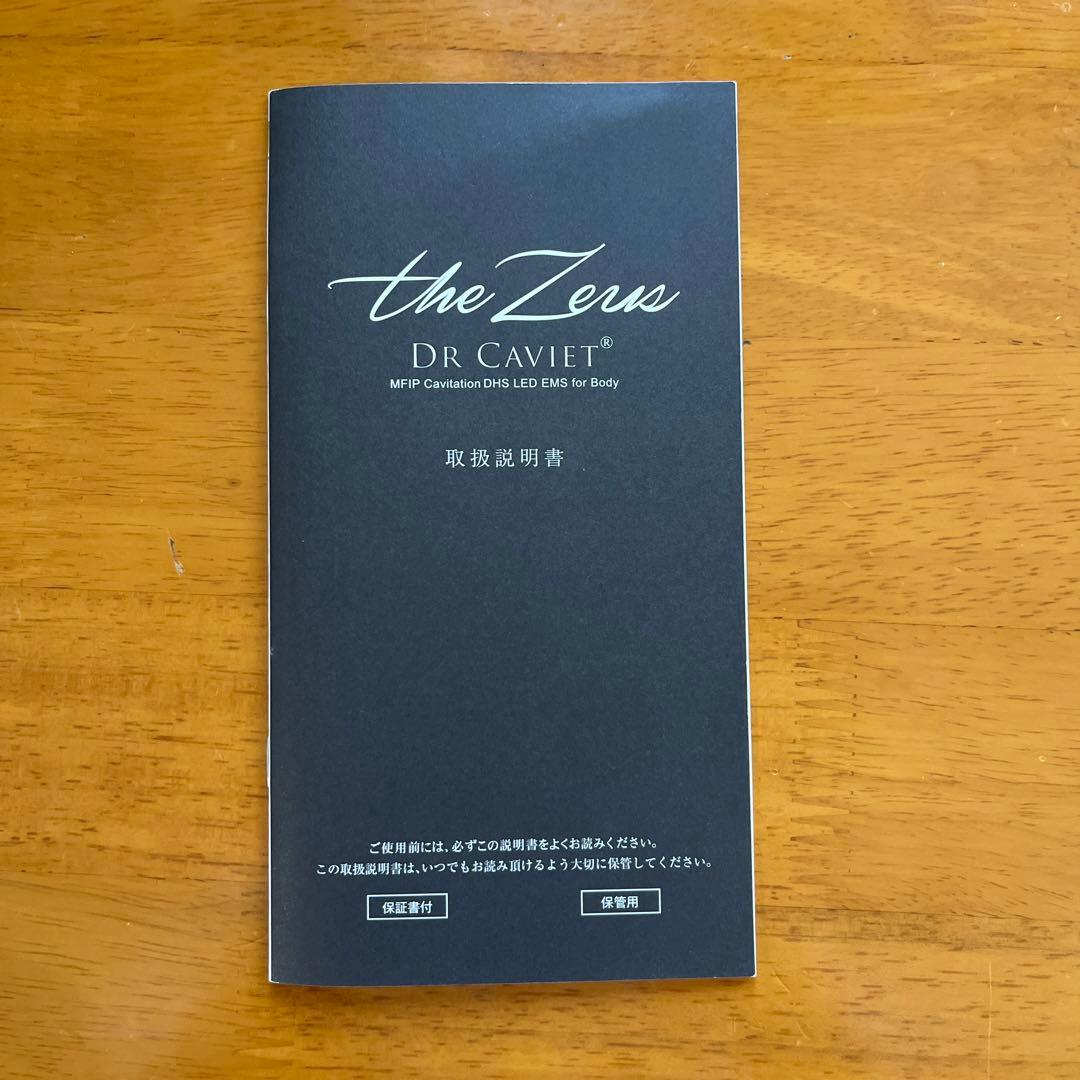 the Zeus
DR CAVIET®
MFIP Cavitation DHS LED EMS for Body
取扱説明書
ご使用前には、必ずこの説明書をよくお読みください。
この取扱説明書は、いつでもお読み頂けるよう大切に保管してください。
保証書付
保管用